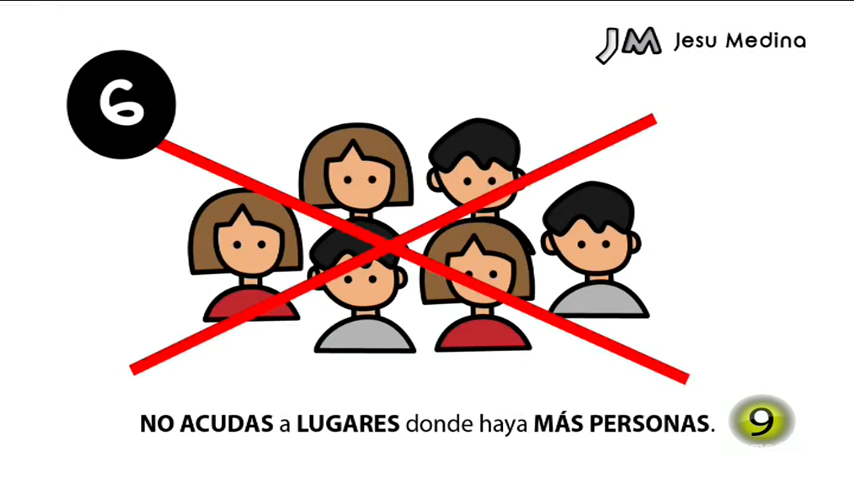 JM Jesu Medina
6
NO ACUDAS a LUGARES donde haya MÁS PERSONAS.
9